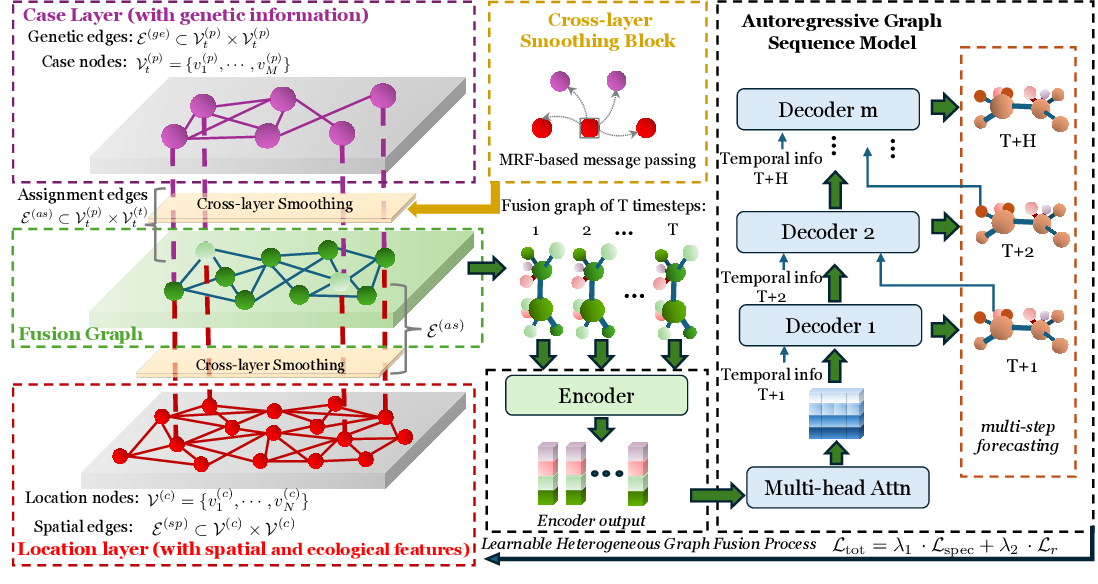 Case Layer (with genetic information)
Genetic edges: $\mathcal{E}^{(ge)} \subset \mathcal{V}_t^{(p)} \times \mathcal{V}_t^{(p)}$
Case nodes: $\mathcal{V}_t^{(p)} = \{v_1^{(p)}, \cdots, v_M^{(p)}\}$
Assignment edges
$\mathcal{E}^{(as)} \subset \mathcal{V}_t^{(p)} \times \mathcal{V}_t^{(t)}$
Cross-layer Smoothing
Fusion Graph
$\mathcal{E}^{(as)}$
Cross-layer Smoothing
Location nodes: $\mathcal{V}^{(c)} = \{v_1^{(c)}, \cdots, v_N^{(c)}\}$
Spatial edges: $\mathcal{E}^{(sp)} \subset \mathcal{V}^{(c)} \times \mathcal{V}^{(c)}$
Location layer (with spatial and ecological features)
Cross-layer
Smoothing Block
MRF-based message passing
Fusion graph of T timesteps:
1 2 ... T
...
Encoder
Encoder output
Autoregressive Graph
Sequence Model
Decoder m
Temporal info
T+H
T+H
Decoder 2
Temporal info
T+2
T+2
Decoder 1
Temporal info
T+1
T+1
multi-step
forecasting
Multi-head Attn
Learnable Heterogeneous Graph Fusion Process $\mathcal{L}_{\text{tot}} = \lambda_1 \cdot \mathcal{L}_{\text{spec}} + \lambda_2 \cdot \mathcal{L}_r$